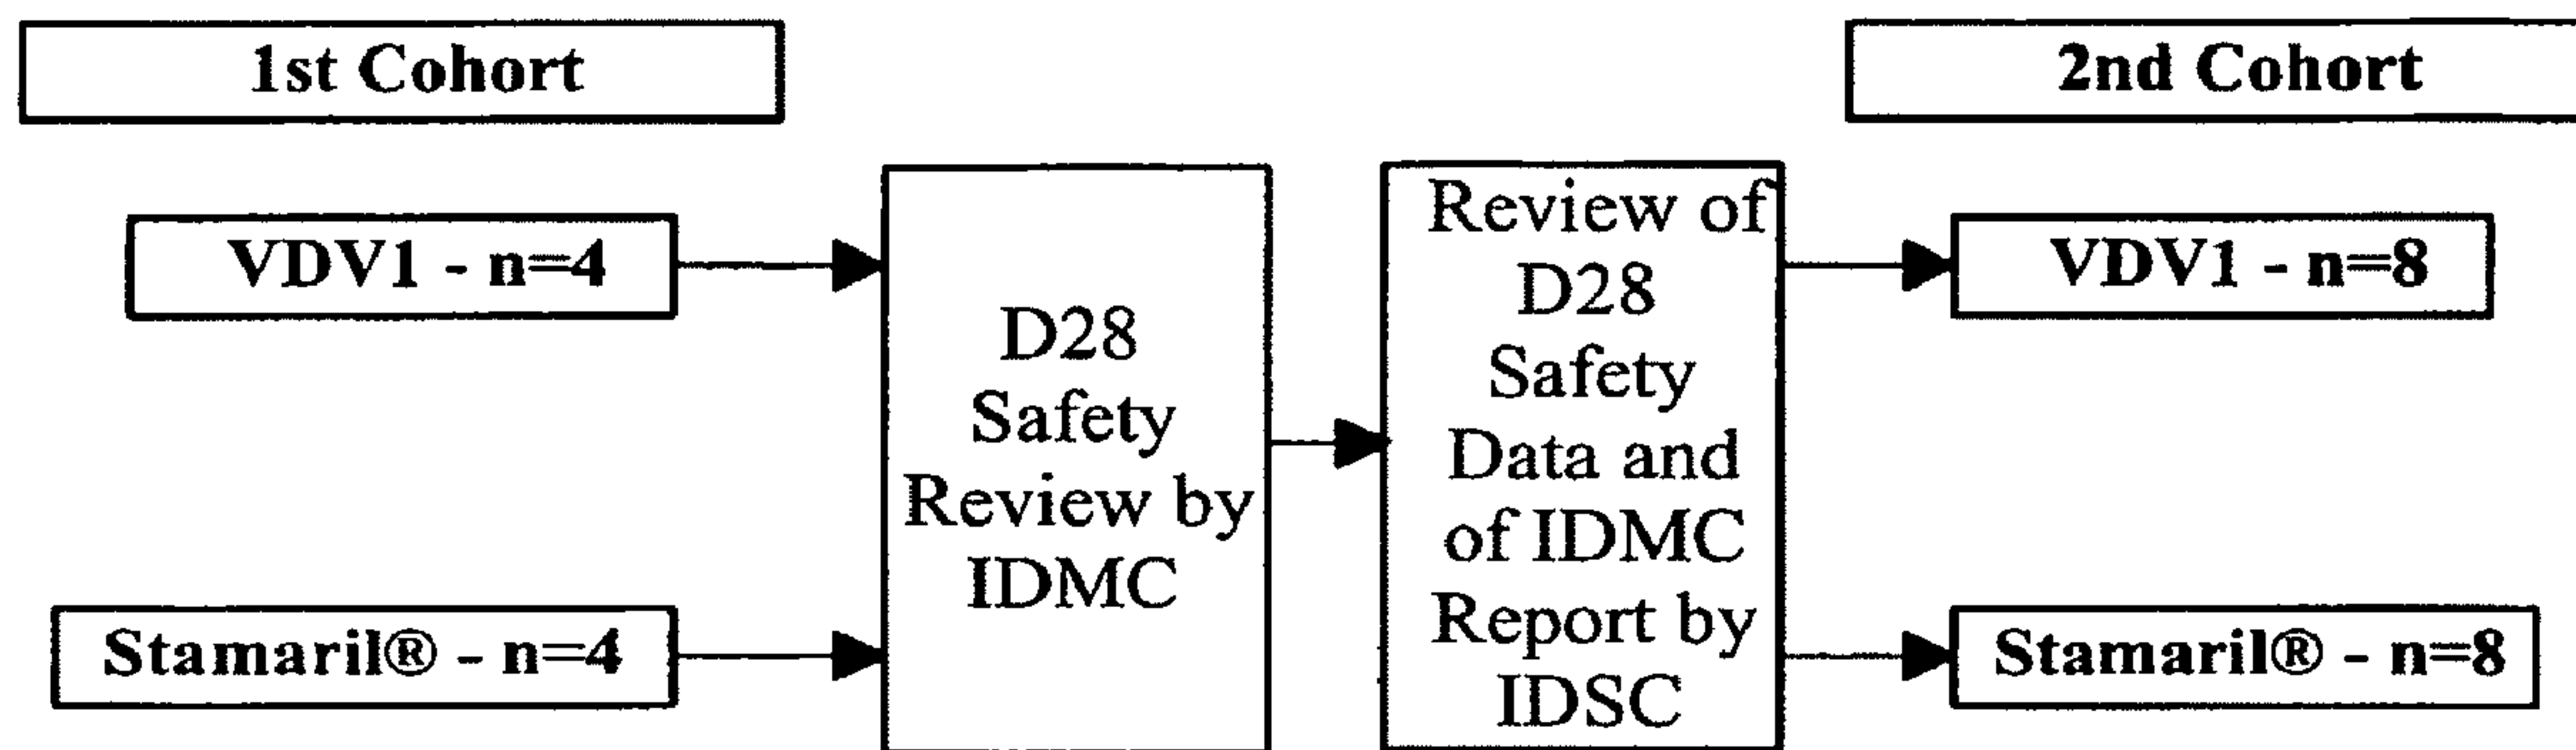 1st Cohort
2nd Cohort
VDV1 - n=4
Stamaril® - n=4
D28
Safety
Review by
IDMC
Review of
D28
Safety
Data and
of IDMC
Report by
IDSC
VDV1 - n=8
Stamaril® - n=8